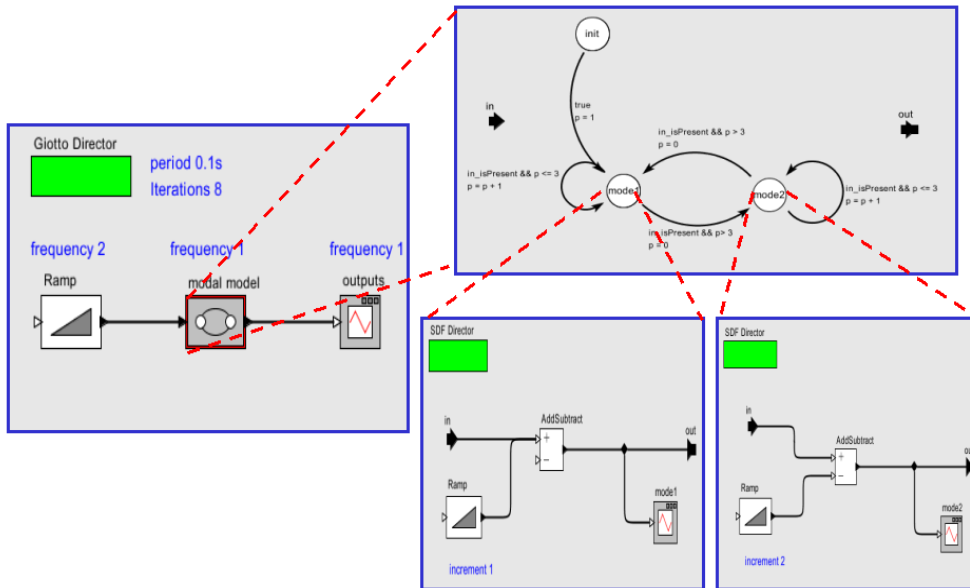 Giotto Director
period 0.1s
Iterations 8
frequency 2
frequency 1
frequency 1
Ramp
modal model
outputs
init
in
out
true
p = 1
in_isPresent && p > 3
p = 0
in_isPresent && p <= 3
p = p + 1
mode1
mode2
in_isPresent && p <= 3
p = p + 1
in_isPresent && p> 3
p = 0
SDF Director
in
AddSubtract
out
+
−
Ramp
mode1
increment 1
SDF Director
in
AddSubtract
out
+
−
Ramp
mode2
increment 2